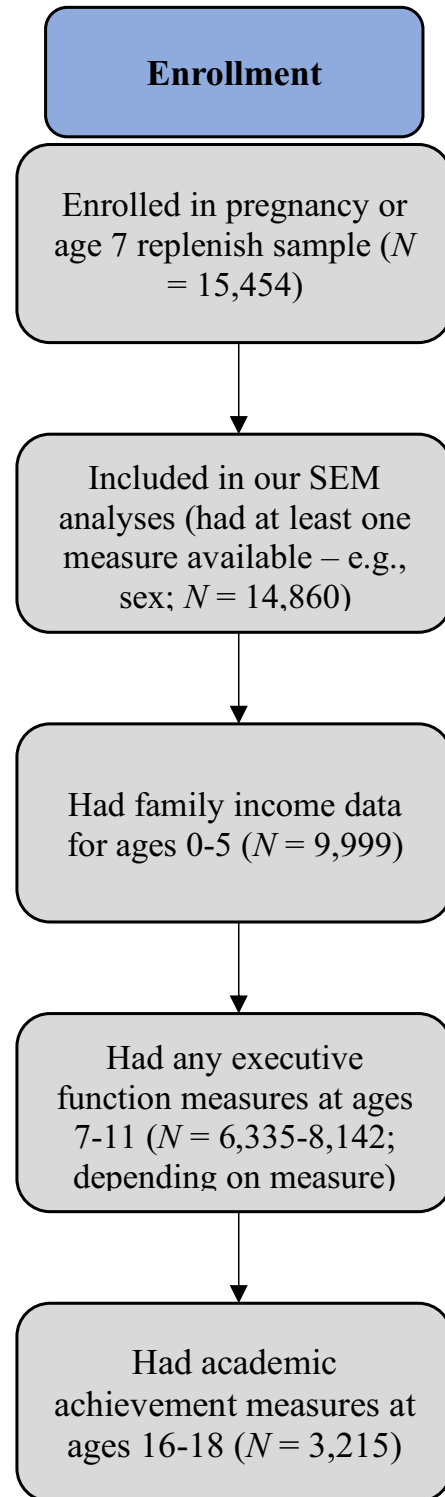 Enrollment
Enrolled in pregnancy or
age 7 replenish sample (N
= 15,454)
Included in our SEM
analyses (had at least one
measure available – e.g.,
sex; N = 14,860)
Had family income data
for ages 0-5 (N = 9,999)
Had any executive
function measures at ages
7-11 (N = 6,335-8,142;
depending on measure)
Had academic
achievement measures at
ages 16-18 (N = 3,215)